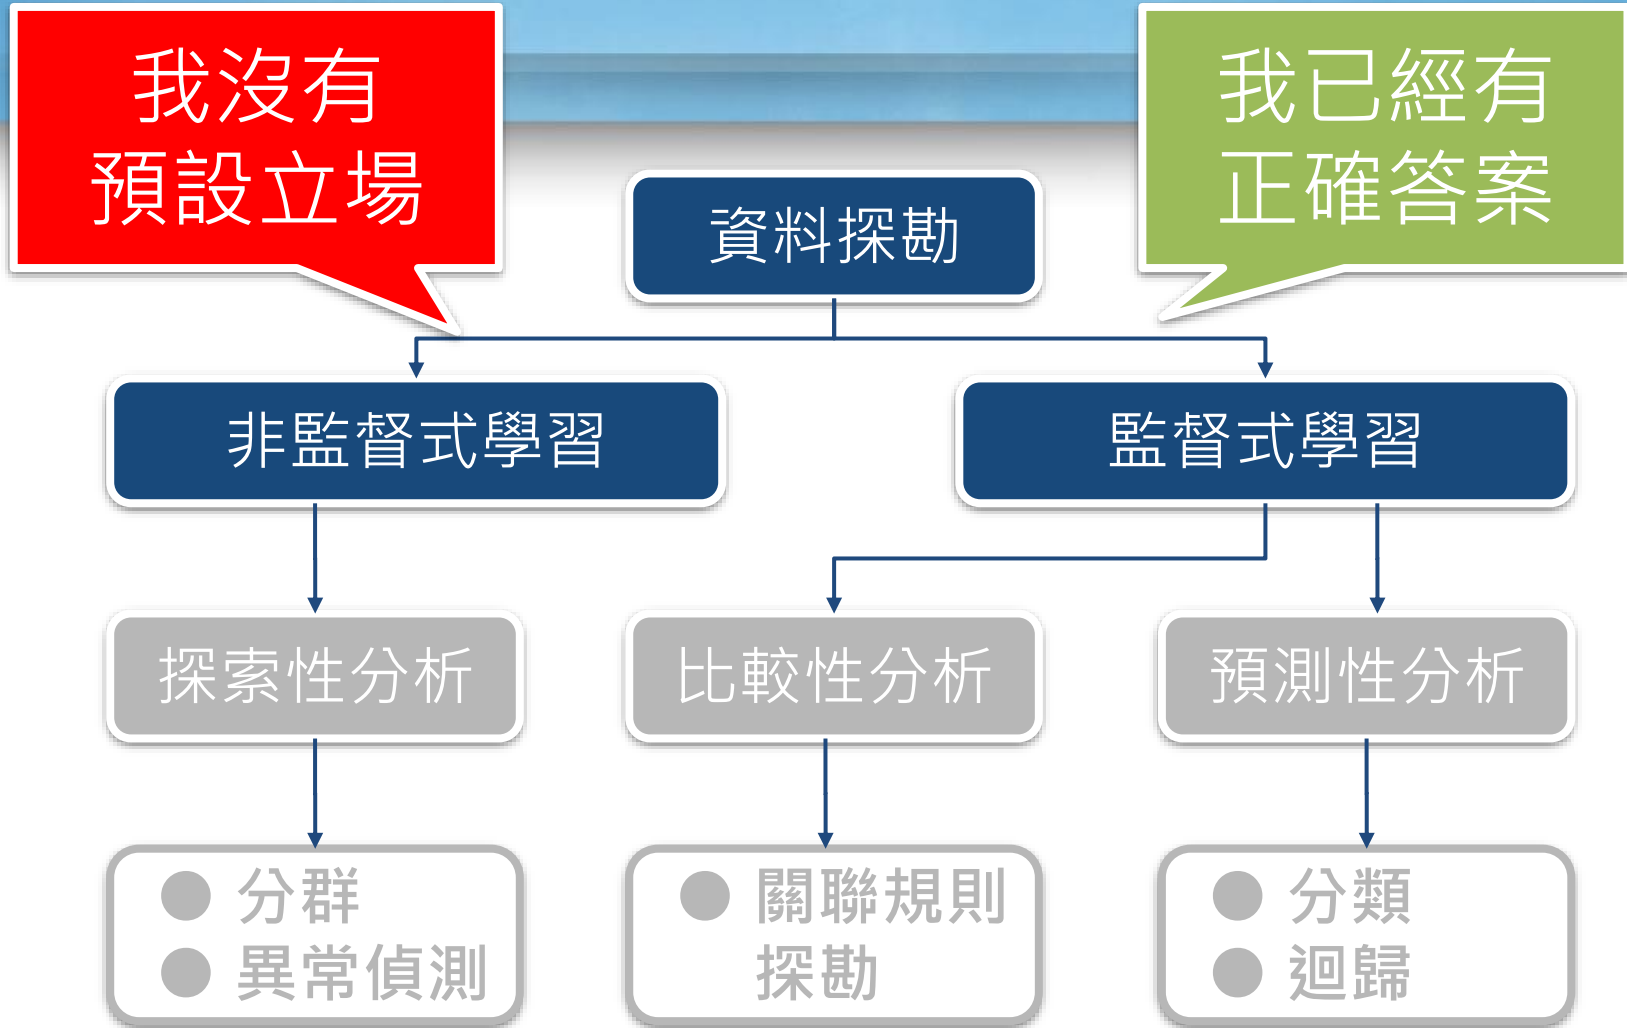 我沒有
預設立場
我已經有
正確答案
資料探勘
非監督式學習
監督式學習
探索性分析
比較性分析
預測性分析
● 分群
● 異常偵測
● 關聯規則
探勘
● 分類
● 迴歸